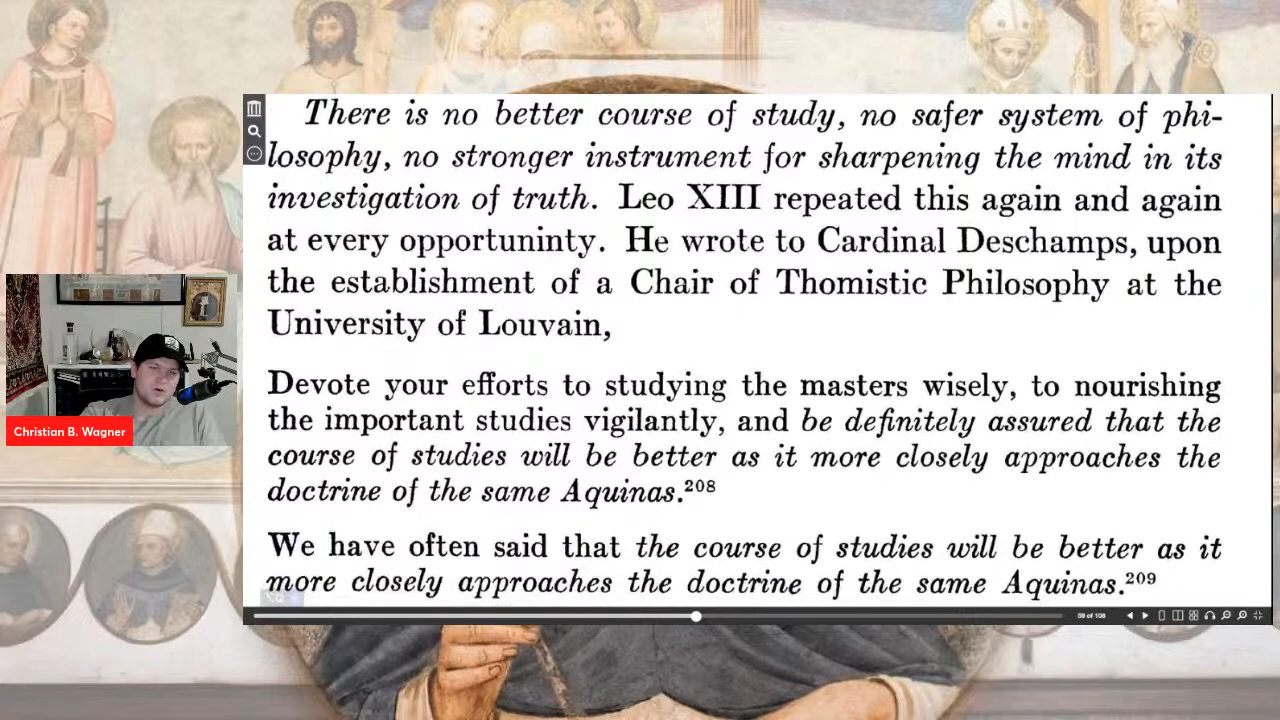 There is no better course of study, no safer system of phi-
losophy, no stronger instrument for sharpening the mind in its
investigation of truth. Leo XIII repeated this again and again
at every opportuninty. He wrote to Cardinal Deschamps, upon
the establishment of a Chair of Thomistic Philosophy at the
University of Louvain,
Devote your efforts to studying the masters wisely, to nourishing
the important studies vigilantly, and be definitely assured that the
course of studies will be better as it more closely approaches the
doctrine of the same Aquinas.208
We have often said that the course of studies will be better as it
more closely approaches the doctrine of the same Aquinas.209
Christian B. Wagner